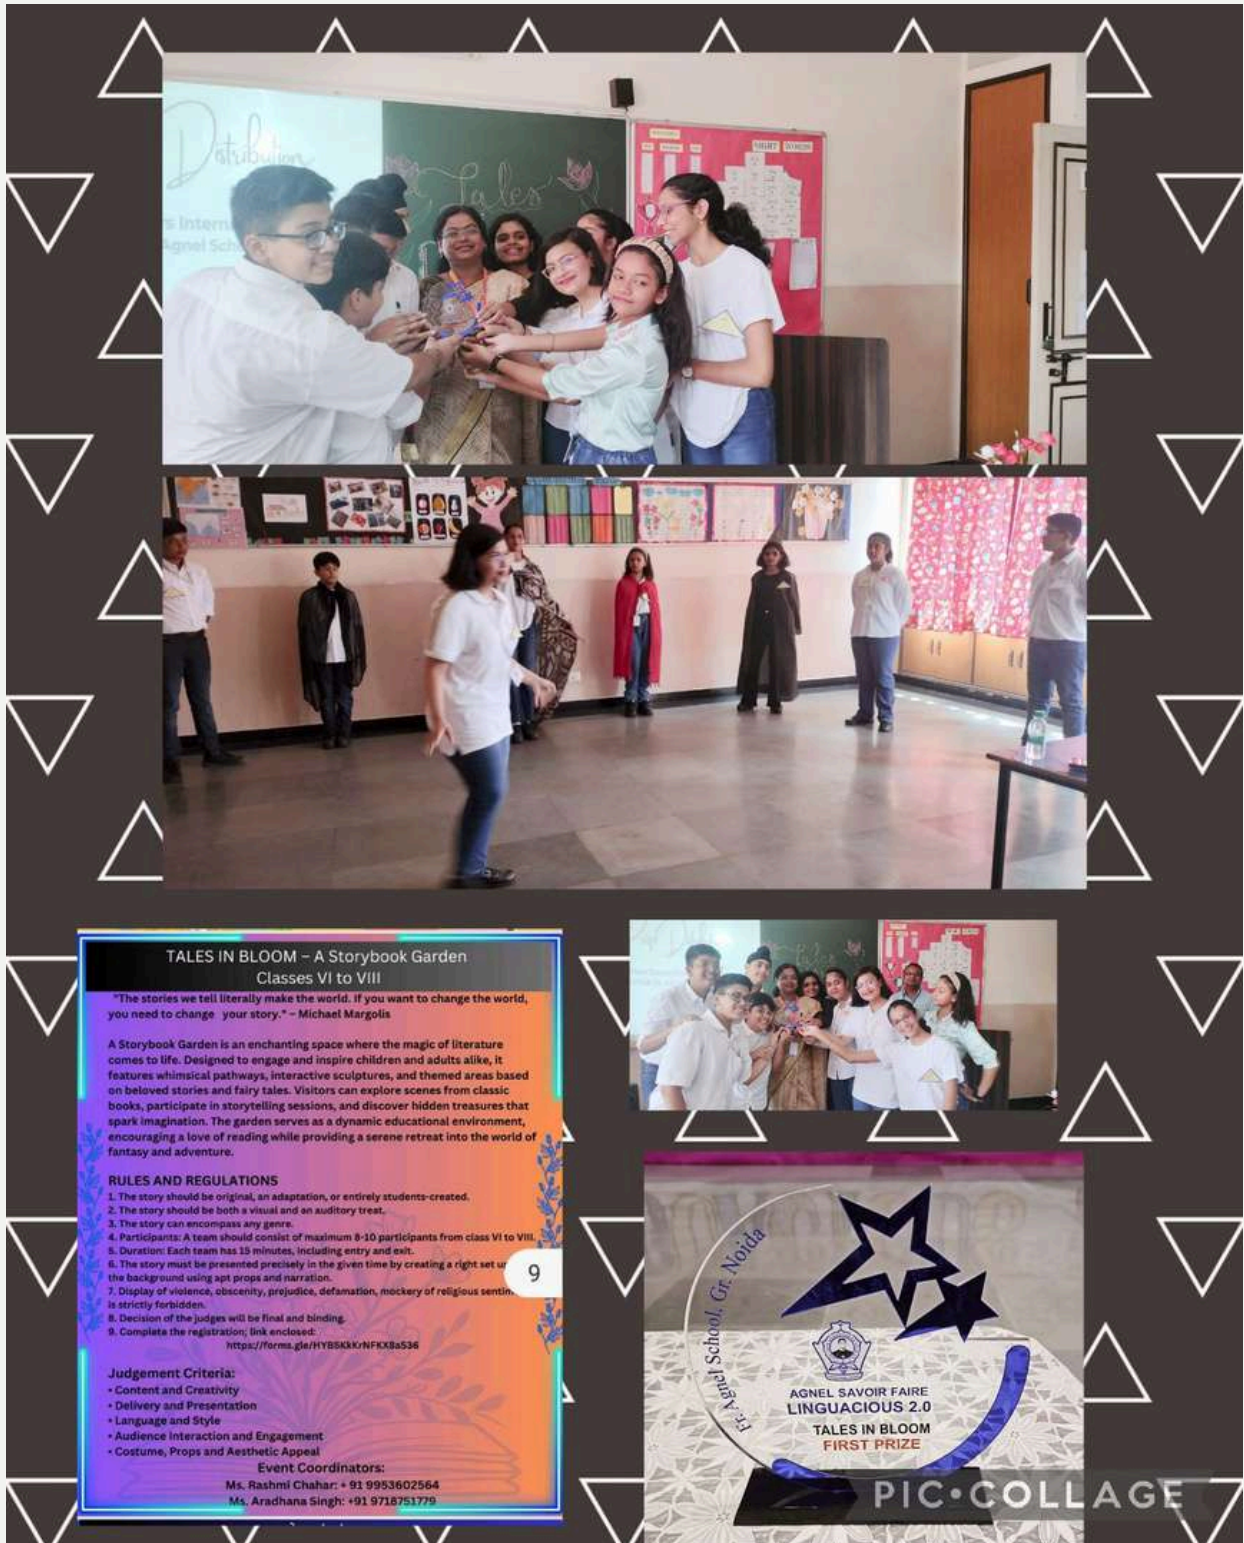 Distribution
Tales
SIGHT WORDS
TALES IN BLOOM – A Storybook Garden
Classes VI to VIII
"The stories we tell literally make the world. If you want to change the world,
you need to change your story." – Michael Margolis
A Storybook Garden is an enchanting space where the magic of literature
comes to life. Designed to engage and inspire children and adults alike, it
features whimsical pathways, interactive sculptures, and themed areas based
on beloved stories and fairy tales. Visitors can explore scenes from classic
books, participate in storytelling sessions, and discover hidden treasures that
spark imagination. The garden serves as a dynamic educational environment,
encouraging a love of reading while providing a serene retreat into the world of
fantasy and adventure.
RULES AND REGULATIONS
1. The story should be original, an adaptation, or entirely students-created.
2. The story should be both a visual and an auditory treat.
3. The story can encompass any genre.
4. Participants: A team should consist of maximum 8-10 participants from class VI to VIII.
5. Duration: Each team has 15 minutes, including entry and exit.
6. The story must be presented precisely in the given time by creating a right set
the background using apt props and narration.
7. Display of violence, obscenity, prejudice, defamation, mockery of religious
is strictly forbidden.
8. Decision of the judges will be final and binding.
9. Complete the registration; link enclosed:
9
Judgement Criteria:
• Content and Creativity
• Delivery and Presentation
• Language and Style
• Audience Interaction and Engagement
• Costume, Props and Aesthetic Appeal
Event Coordinators:
Ms. Rashmi Chahar: + 91 9953602564
Ms. Aradhana Singh: +91 9718751779
Fr. Agnel School, Gr. Noida
AGNEL SAVOIR FAIRE
LINGUACIOUS 2.0
TALES IN BLOOM
FIRST PRIZE
PIC•COLLAGE